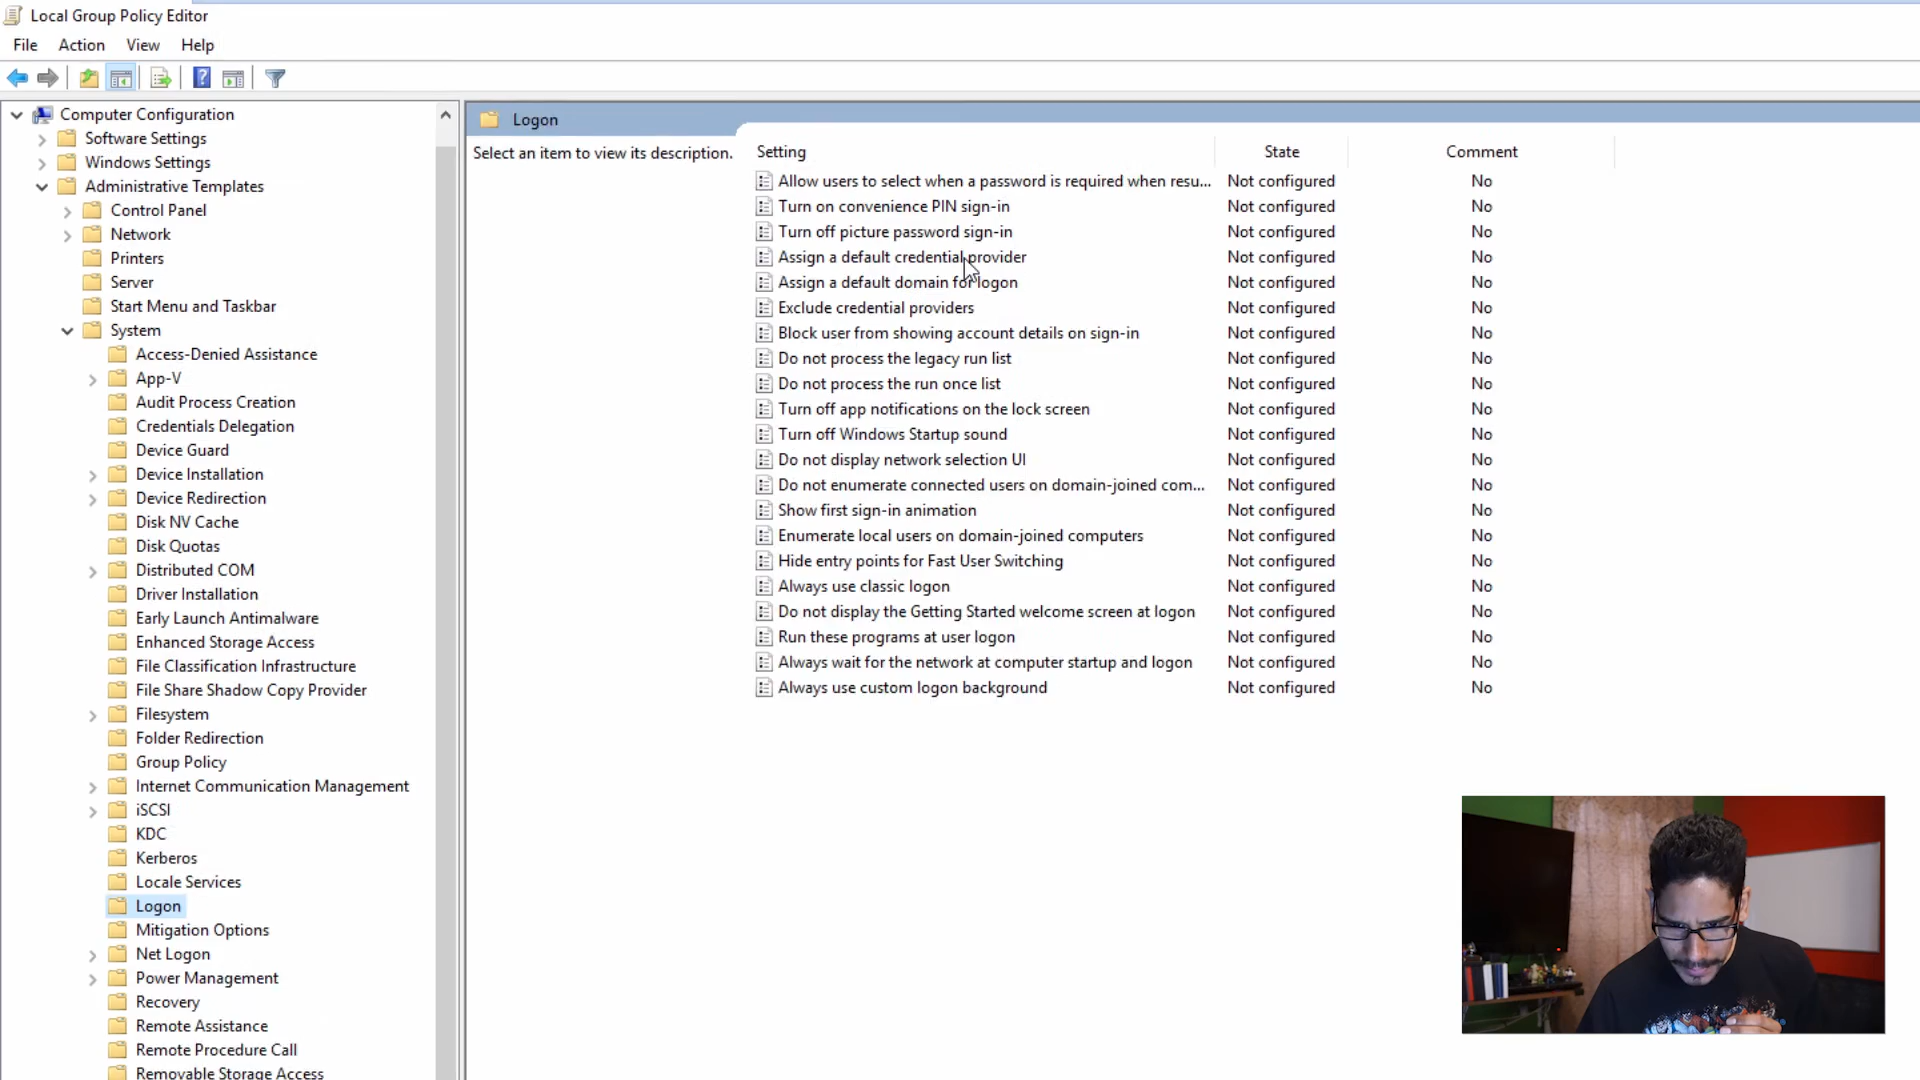 Local Group Policy Editor
File Action View Help
Computer Configuration
Software Settings
Windows Settings
Administrative Templates
Control Panel
Network
Printers
Server
Start Menu and Taskbar
System
Access-Denied Assistance
App-V
Audit Process Creation
Credentials Delegation
Device Guard
Device Installation
Device Redirection
Disk NV Cache
Disk Quotas
Distributed COM
Driver Installation
Early Launch Antimalware
Enhanced Storage Access
File Classification Infrastructure
File Share Shadow Copy Provider
Filesystem
Folder Redirection
Group Policy
Internet Communication Management
iSCSI
KDC
Kerberos
Locale Services
Logon
Mitigation Options
Net Logon
Power Management
Recovery
Remote Assistance
Remote Procedure Call
Removable Storage Access
Logon
Select an item to view its description.
Setting State Comment
Allow users to select when a password is required when resu... Not configured No
Turn on convenience PIN sign-in Not configured No
Turn off picture password sign-in Not configured No
Assign a default credential provider Not configured No
Assign a default domain for logon Not configured No
Exclude credential providers Not configured No
Block user from showing account details on sign-in Not configured No
Do not process the legacy run list Not configured No
Do not process the run once list Not configured No
Turn off app notifications on the lock screen Not configured No
Turn off Windows Startup sound Not configured No
Do not display network selection UI Not configured No
Do not enumerate connected users on domain-joined com... Not configured No
Show first sign-in animation Not configured No
Enumerate local users on domain-joined computers Not configured No
Hide entry points for Fast User Switching Not configured No
Always use classic logon Not configured No
Do not display the Getting Started welcome screen at logon Not configured No
Run these programs at user logon Not configured No
Always wait for the network at computer startup and logon Not configured No
Always use custom logon background Not configured No